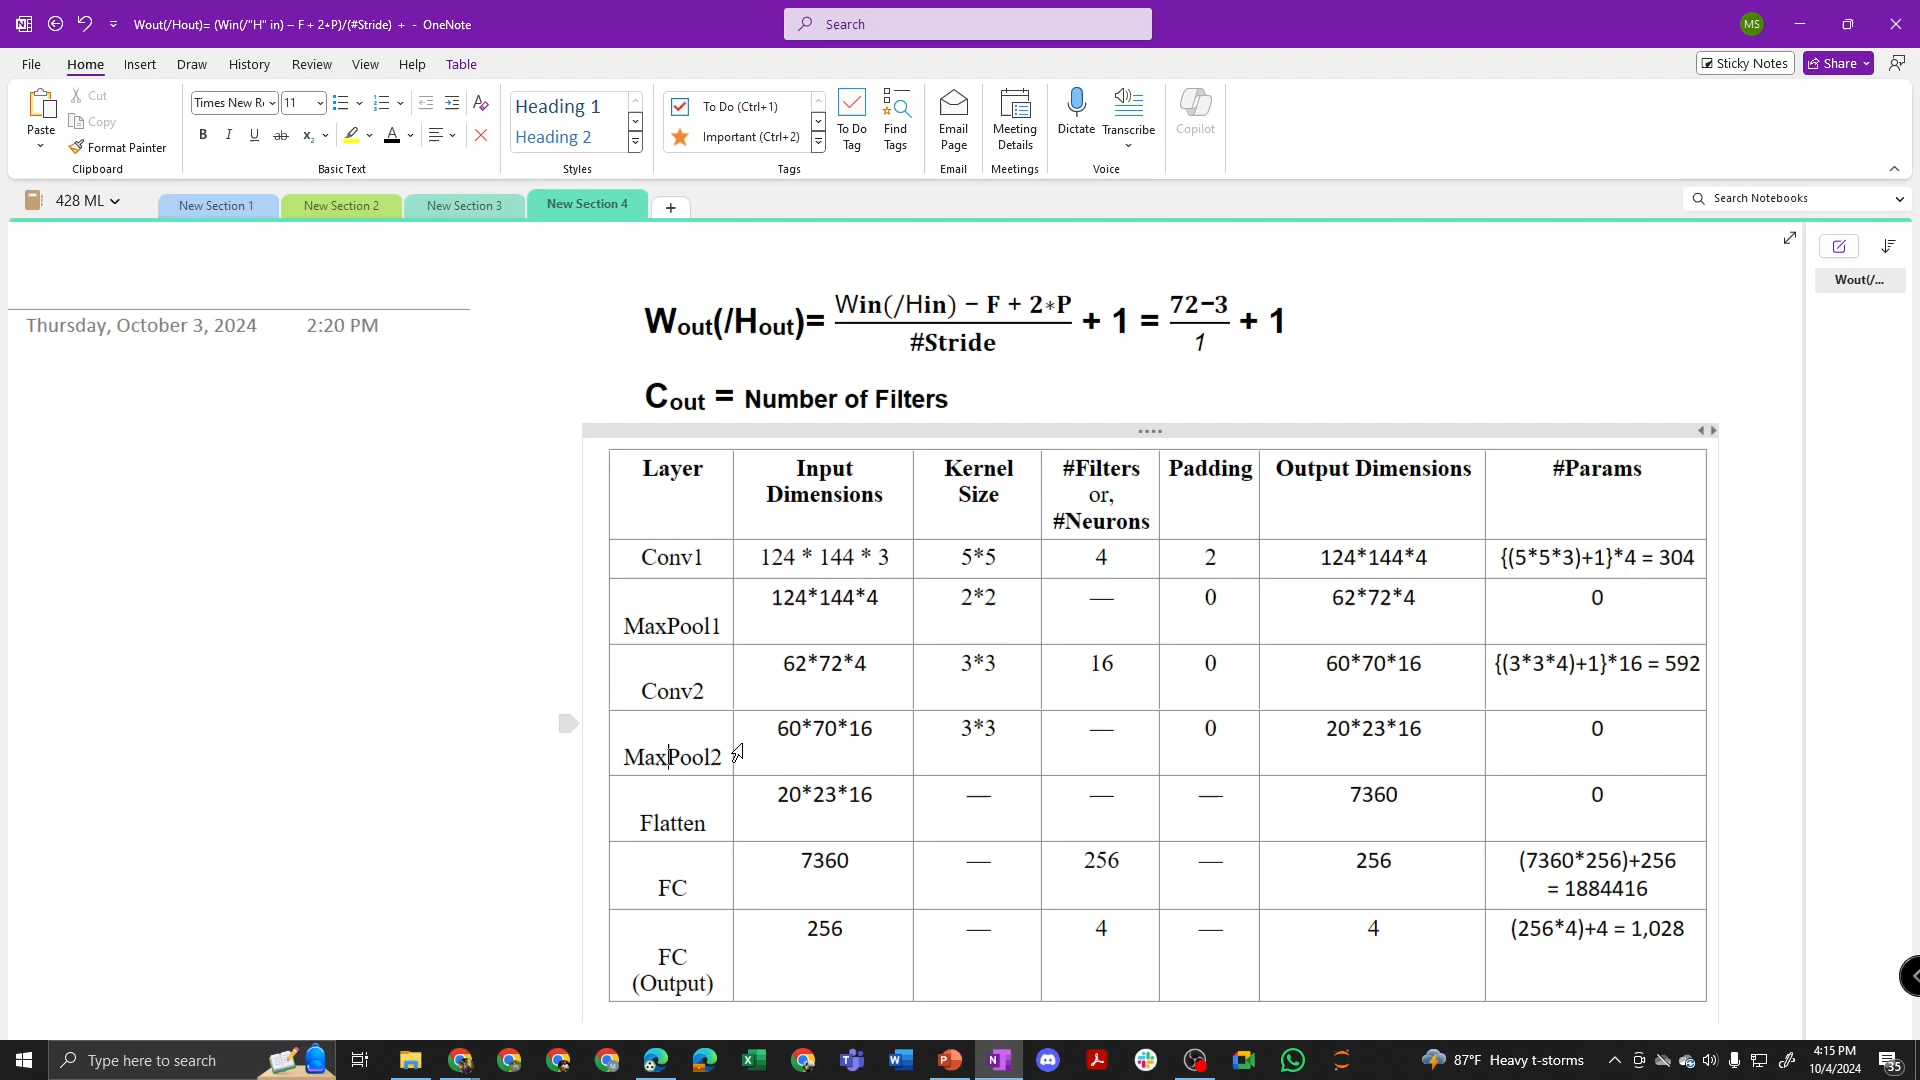 Wout(/Hout)= (Win(/"H" in) − F + 2∗P)/(#Stride) + - OneNote
Search
MS
File Home Insert Draw History Review View Help Table
Sticky Notes
Share
Paste
Cut
Copy
Format Painter
Clipboard
Times New R
11
B I U ab x₂ A
Basic Text
Heading 1
Heading 2
Styles
To Do (Ctrl+1)
Important (Ctrl+2)
Tags
To Do Tag
Find Tags
Email Page
Email
Meeting Details
Meetings
Dictate
Transcribe
Voice
Copilot
428 ML
New Section 1
New Section 2
New Section 3
New Section 4
+
Search Notebooks
Wout(/...
Thursday, October 3, 2024 2:20 PM
Wout(/Hout)= Win(/Hin) − F + 2∗P / #Stride + 1 = 72−3 / 1 + 1
Cout = Number of Filters
Layer Input Dimensions Kernel Size #Filters or, #Neurons Padding Output Dimensions #Params
Conv1 124 * 144 * 3 5*5 4 2 124*144*4 {(5*5*3)+1}*4 = 304
MaxPool1 124*144*4 2*2 — 0 62*72*4 0
Conv2 62*72*4 3*3 16 0 60*70*16 {(3*3*4)+1}*16 = 592
MaxPool2 60*70*16 3*3 — 0 20*23*16 0
Flatten 20*23*16 — — — 7360 0
FC 7360 — 256 — 256 (7360*256)+256 = 1884416
FC (Output) 256 — 4 — 4 (256*4)+4 = 1,028
Type here to search
87°F Heavy t-storms
4:15 PM
10/4/2024
35